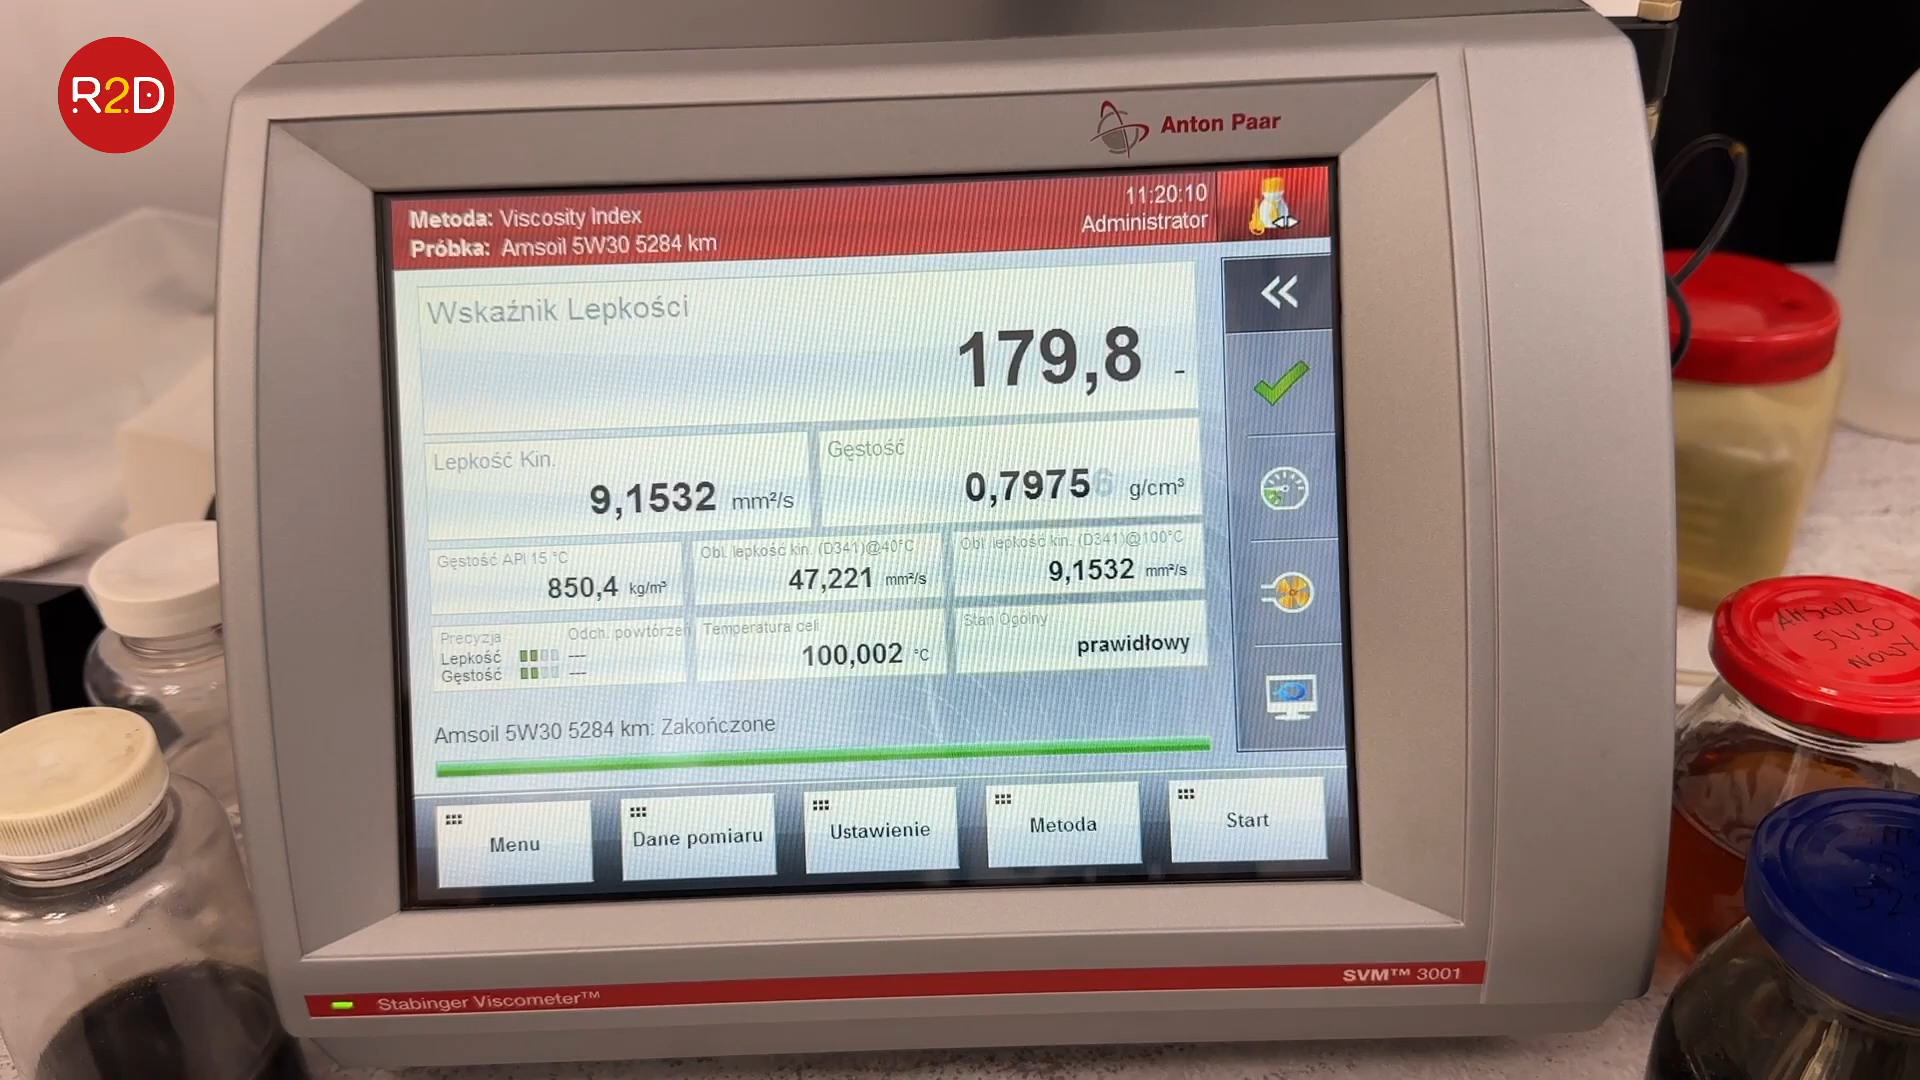 R2D
Anton Paar
Metoda: Viscosity Index
11:20:10
Próbka: Amsoil 5W30 5284 km
Administrator
Wskaźnik Lepkości
179,8 -
Lepkość Kin.
9,1532 mm²/s
Gęstość
0,79756 g/cm³
Gęstość API 15 °C
850,4 kg/m³
Obl. lepkość kin. (D341)@40°C
47,221 mm²/s
Obl. lepkość kin. (D341)@100°C
9,1532 mm²/s
Precyzja
Odch. powtórzeń
Lepkość ---
Gęstość ---
Temperatura celi
100,002 °C
Stan Ogólny
prawidłowy
Amsoil 5W30 5284 km: Zakończone
Menu
Dane pomiaru
Ustawienie
Metoda
Start
SVM™ 3001
Stabinger Viscometer™
AMSOIL
5W30
NOWY